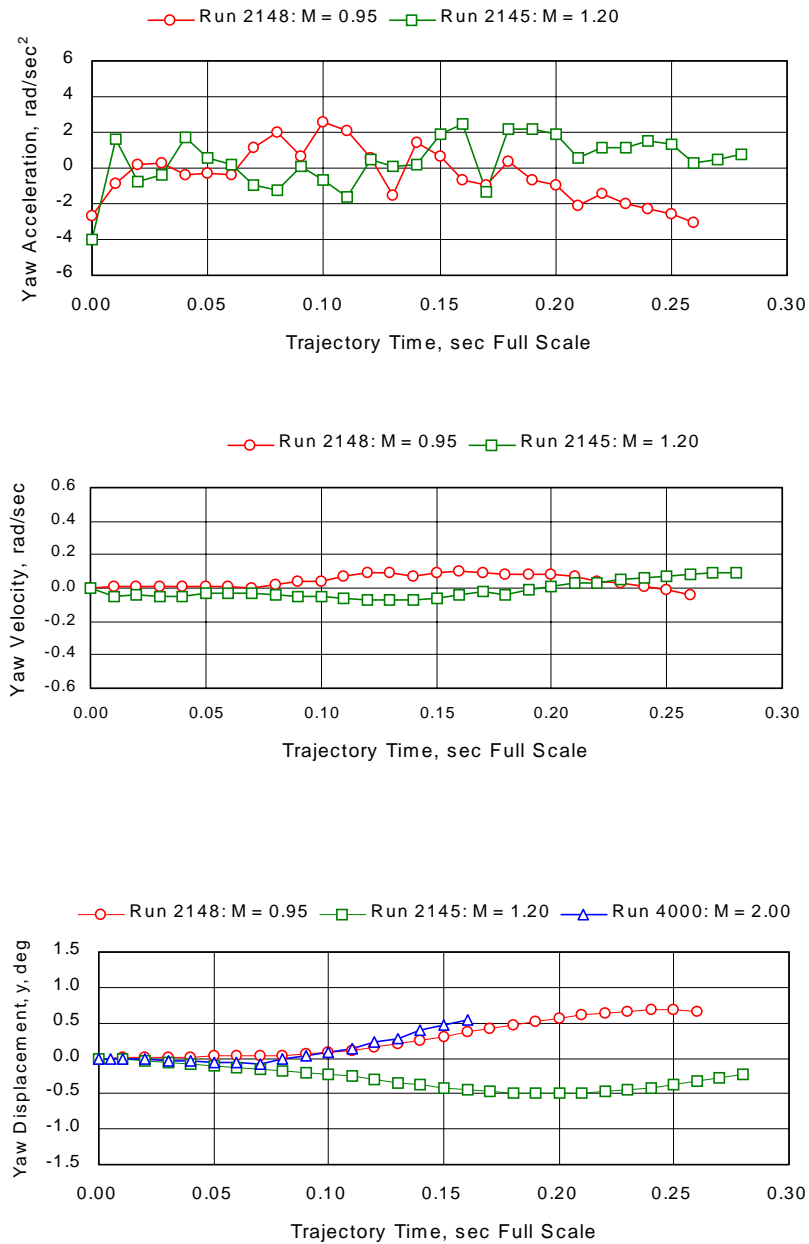 Run 2148: M = 0.95 Run 2145: M = 1.20
Yaw Acceleration, rad/sec²
6
4
2
0
-2
-4
-6
0.00 0.05 0.10 0.15 0.20 0.25 0.30
Trajectory Time, sec Full Scale
Run 2148: M = 0.95 Run 2145: M = 1.20
Yaw Velocity, rad/sec
0.6
0.4
0.2
0.0
-0.2
-0.4
-0.6
0.00 0.05 0.10 0.15 0.20 0.25 0.30
Trajectory Time, sec Full Scale
Run 2148: M = 0.95 Run 2145: M = 1.20 Run 4000: M = 2.00
Yaw Displacement, y, deg
1.5
1.0
0.5
0.0
-0.5
-1.0
-1.5
0.00 0.05 0.10 0.15 0.20 0.25 0.30
Trajectory Time, sec Full Scale